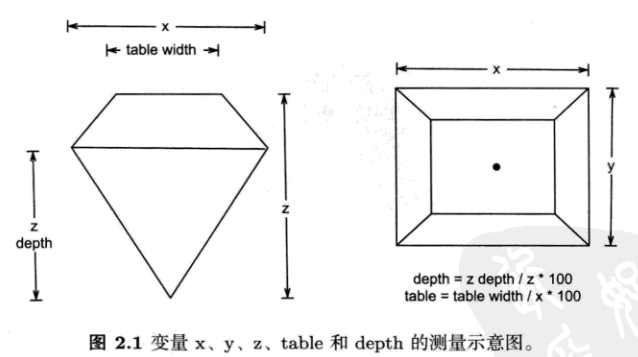 x
table width
z
depth
z
x
y
depth = z depth / z * 100
table = table width / x * 100
图 2.1 变量 x、y、z、table 和 depth 的测量示意图。